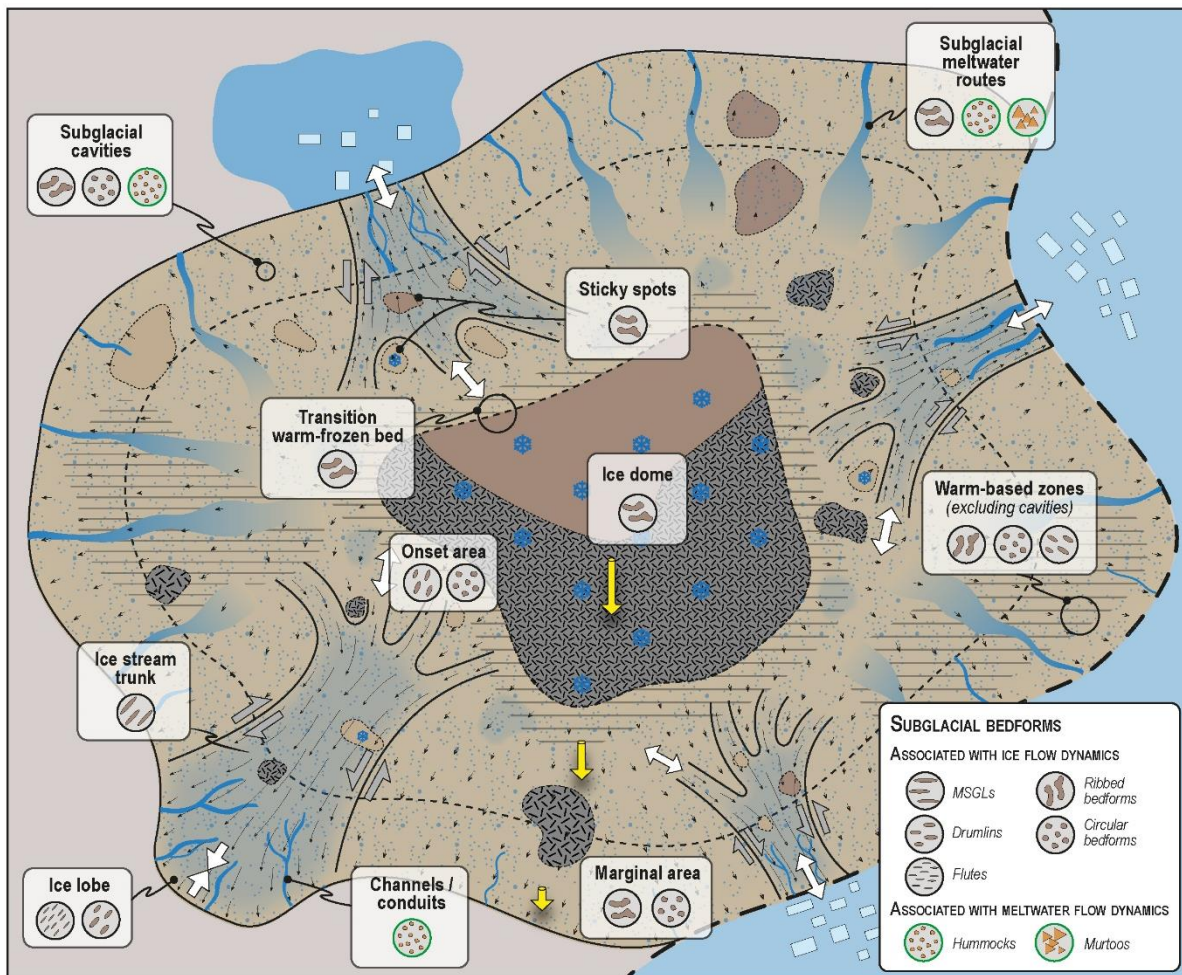 Subglacial
meltwater
routes
Subglacial
cavities
Sticky spots
Transition
warm-frozen bed
Ice dome
Warm-based zones
(excluding cavities)
Onset area
Ice stream
trunk
Ice lobe
Channels /
conduits
Marginal area
SUBGLACIAL BEDFORMS
ASSOCIATED WITH ICE FLOW DYNAMICS
MSGLs
Ribbed
bedforms
Drumlins
Circular
bedforms
Flutes
ASSOCIATED WITH MELTWATER FLOW DYNAMICS
Hummocks
Murtoos